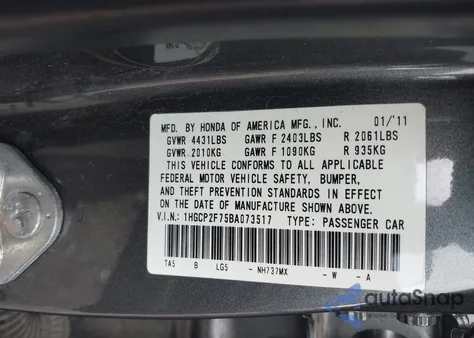 MFD. BY HONDA OF AMERICA MFG., INC. 01/'11
GVWR 4431LBS GAWR F 2403LBS R 2061LBS
GVWR 2010KG GAWR F 1090KG R 935KG
THIS VEHICLE CONFORMS TO ALL APPLICABLE
FEDERAL MOTOR VEHICLE SAFETY, BUMPER,
AND THEFT PREVENTION STANDARDS IN EFFECT
ON THE DATE OF MANUFACTURE SHOWN ABOVE.
V.I.N.: 1HGCP2F75BA073517 TYPE: PASSENGER CAR
TA5 B LG5 - NH737MX - W - A
autoSnap